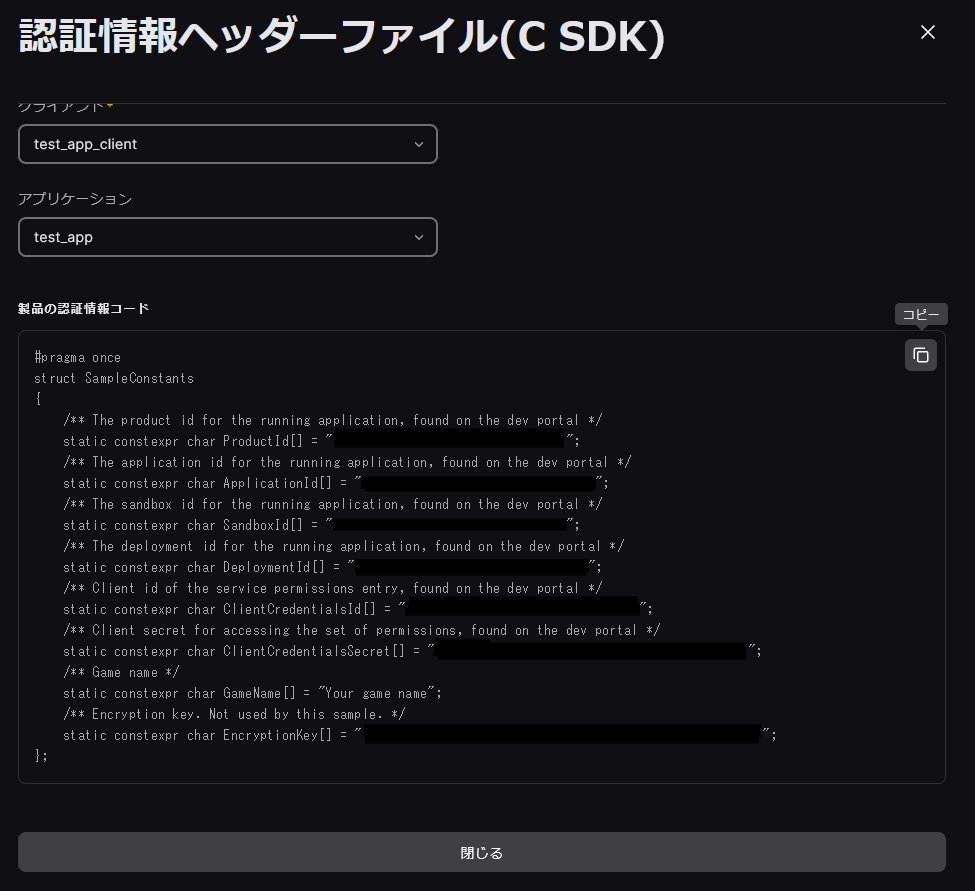 認証情報ヘッダーファイル(C SDK)
クライアント*
test_app_client
アプリケーション
test_app
製品の認証情報コード
コピー
#pragma once
struct SampleConstants
{
/** The product id for the running application, found on the dev portal */
static constexpr char ProductId[] = "";
/** The application id for the running application, found on the dev portal */
static constexpr char ApplicationId[] = "";
/** The sandbox id for the running application, found on the dev portal */
static constexpr char SandboxId[] = "";
/** The deployment id for the running application, found on the dev portal */
static constexpr char DeploymentId[] = "";
/** Client id of the service permissions entry, found on the dev portal */
static constexpr char ClientCredentialsId[] = "";
/** Client secret for accessing the set of permissions, found on the dev portal */
static constexpr char ClientCredentialsSecret[] = "";
/** Game name */
static constexpr char GameName[] = "Your game name";
/** Encryption key. Not used by this sample. */
static constexpr char EncryptionKey[] = "";
};
閉じる